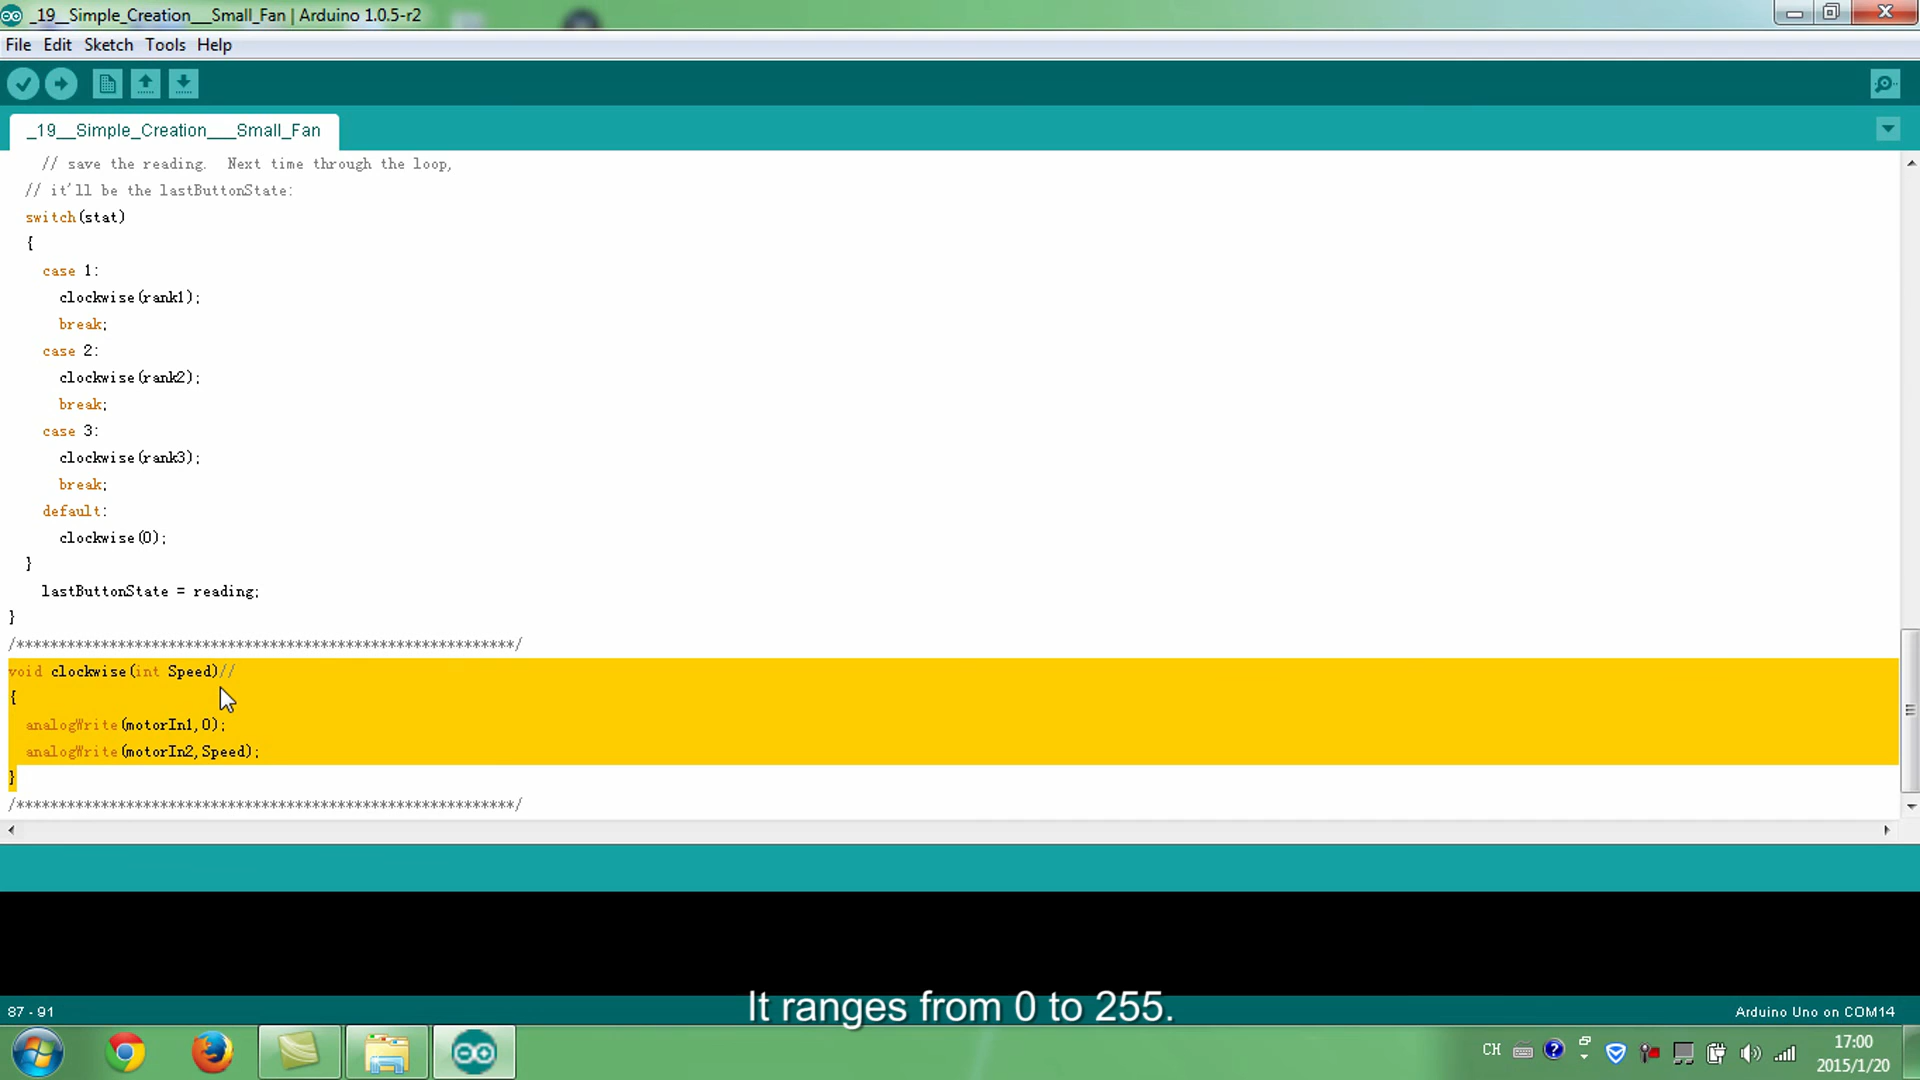 _19__Simple_Creation___Small_Fan | Arduino 1.0.5-r2
File Edit Sketch Tools Help
_19__Simple_Creation___Small_Fan
// save the reading.  Next time through the loop,
// it'll be the lastButtonState:
switch(stat)
{
case 1:
clockwise(rank1);
break;
case 2:
clockwise(rank2);
break;
case 3:
clockwise(rank3);
break;
default:
clockwise(0);
}
lastButtonState = reading;
}
/***********************************************************/
void clockwise(int Speed)//
{
analogWrite(motorIn1,0);
analogWrite(motorIn2,Speed);
}
/***********************************************************/
It ranges from 0 to 255.
87 - 91
Arduino Uno on COM14
CH
17:00
2015/1/20